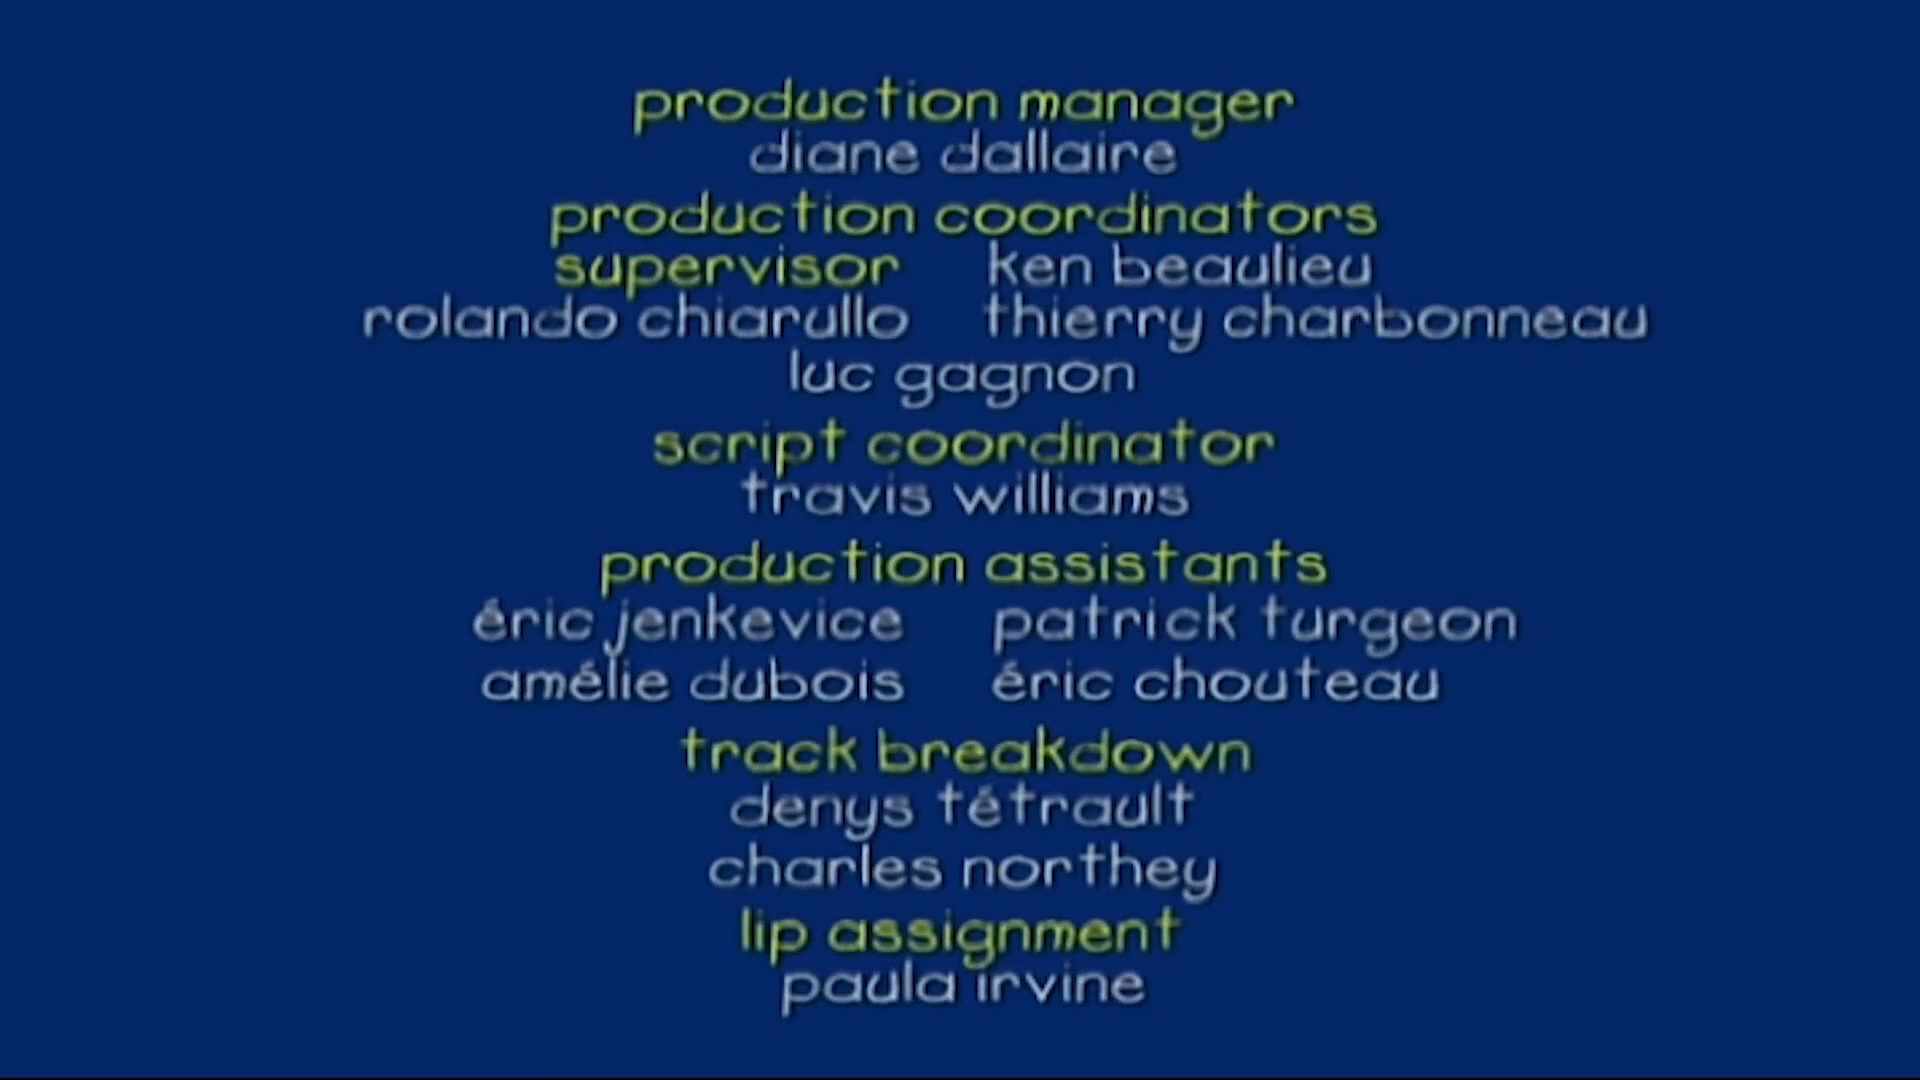 production manager
diane dallaire
production coordinators
supervisor ken beaulieu
rolando chiarullo thierry charbonneau
luc gagnon
script coordinator
travis williams
production assistants
éric jenkevice patrick turgeon
amélie dubois éric chouteau
track breakdown
denys tétrault
charles northey
lip assignment
paula irvine